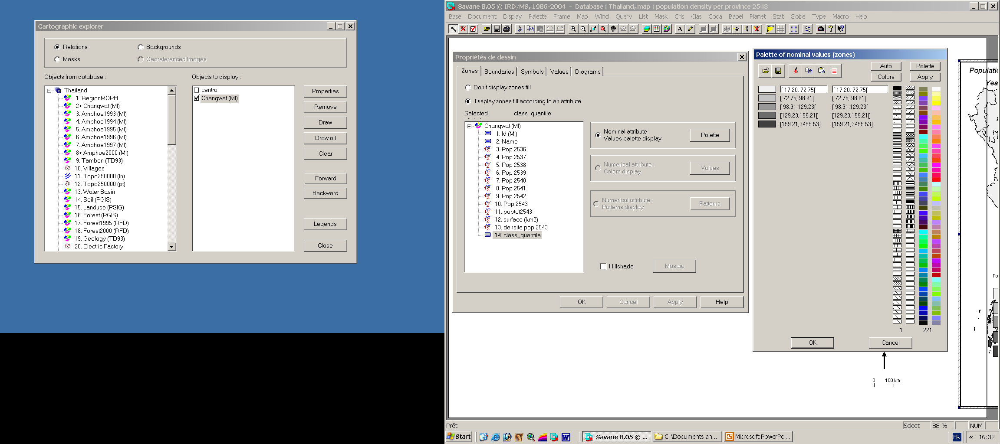 Cartographic explorer
Relations
Backgrounds
Masks
Georeferenced Images
Objects from database :
Objects to display :
Thailand
1. RegionMOPH
2+ Changwat (MI)
3. Amphoe1993 (MI)
4. Amphoe1994 (MI)
5. Amphoe1995 (MI)
6. Amphoe1996 (MI)
7. Amphoe1997 (MI)
8+ Amphoe2000 (MI)
9. Tambon (TD93)
10. Villages
11. Topo250000 (ln)
12. Topo250000 (pt)
13. Water Basin
14. Soil (PGIS)
15. Landuse (PSIG)
16. Forest (PGIS)
17. Forest1995 (RFD)
18. Forest2000 (RFD)
19. Geology (TD93)
20. Electric Factory
centro
Changwat (MI)
Properties
Remove
Draw
Draw all
Clear
Forward
Backward
Legends
Close
Savane 8.05 © IRD/MS, 1986-2004 - Database : Thailand, map : population density per province 2543
Base Document Display Palette Frame Map Wind Query List Mask Cris Clas Coca Babel Planet Stat Globe Type Macro Help
Propriétés de dessin
Zones Boundaries Symbols Values Diagrams
Don't display zones fill
Display zones fill according to an attribute
Selected
class_quantile
Changwat (MI)
1. Id (MI)
2. Name
3. Pop 2536
4. Pop 2537
5. Pop 2538
6. Pop 2539
7. Pop 2540
8. Pop 2541
9. Pop 2542
10. Pop 2543
11. poptot2543
12. surface (km2)
13. densite pop 2543
14. class_quantile
Nominal attribute :
Values palette display
Palette
Numerical attribute :
Colors display
Values
Numerical attribute :
Patterns display
Patterns
Hillshade
Mosaic
OK
Cancel
Apply
Help
Palette of nominal values (zones)
Auto
Palette
Colors
Apply
[ 17.20, 72.75[ [ 17.20, 72.75[
[ 72.75, 98.91[ [ 72.75, 98.91[
[ 98.91,129.23[ [ 98.91,129.23[
[129.23,159.21[ [129.23,159.21[
[159.21,3455.53] [159.21,3455.53]
1
221
OK
Cancel
Populatio
Yea
Po
0 100 km
Prêt
Select
88 %
NUM
Start
Savane 8.05 © ...
C:\Documents an...
Microsoft PowerPoi...
FR
«
16:32